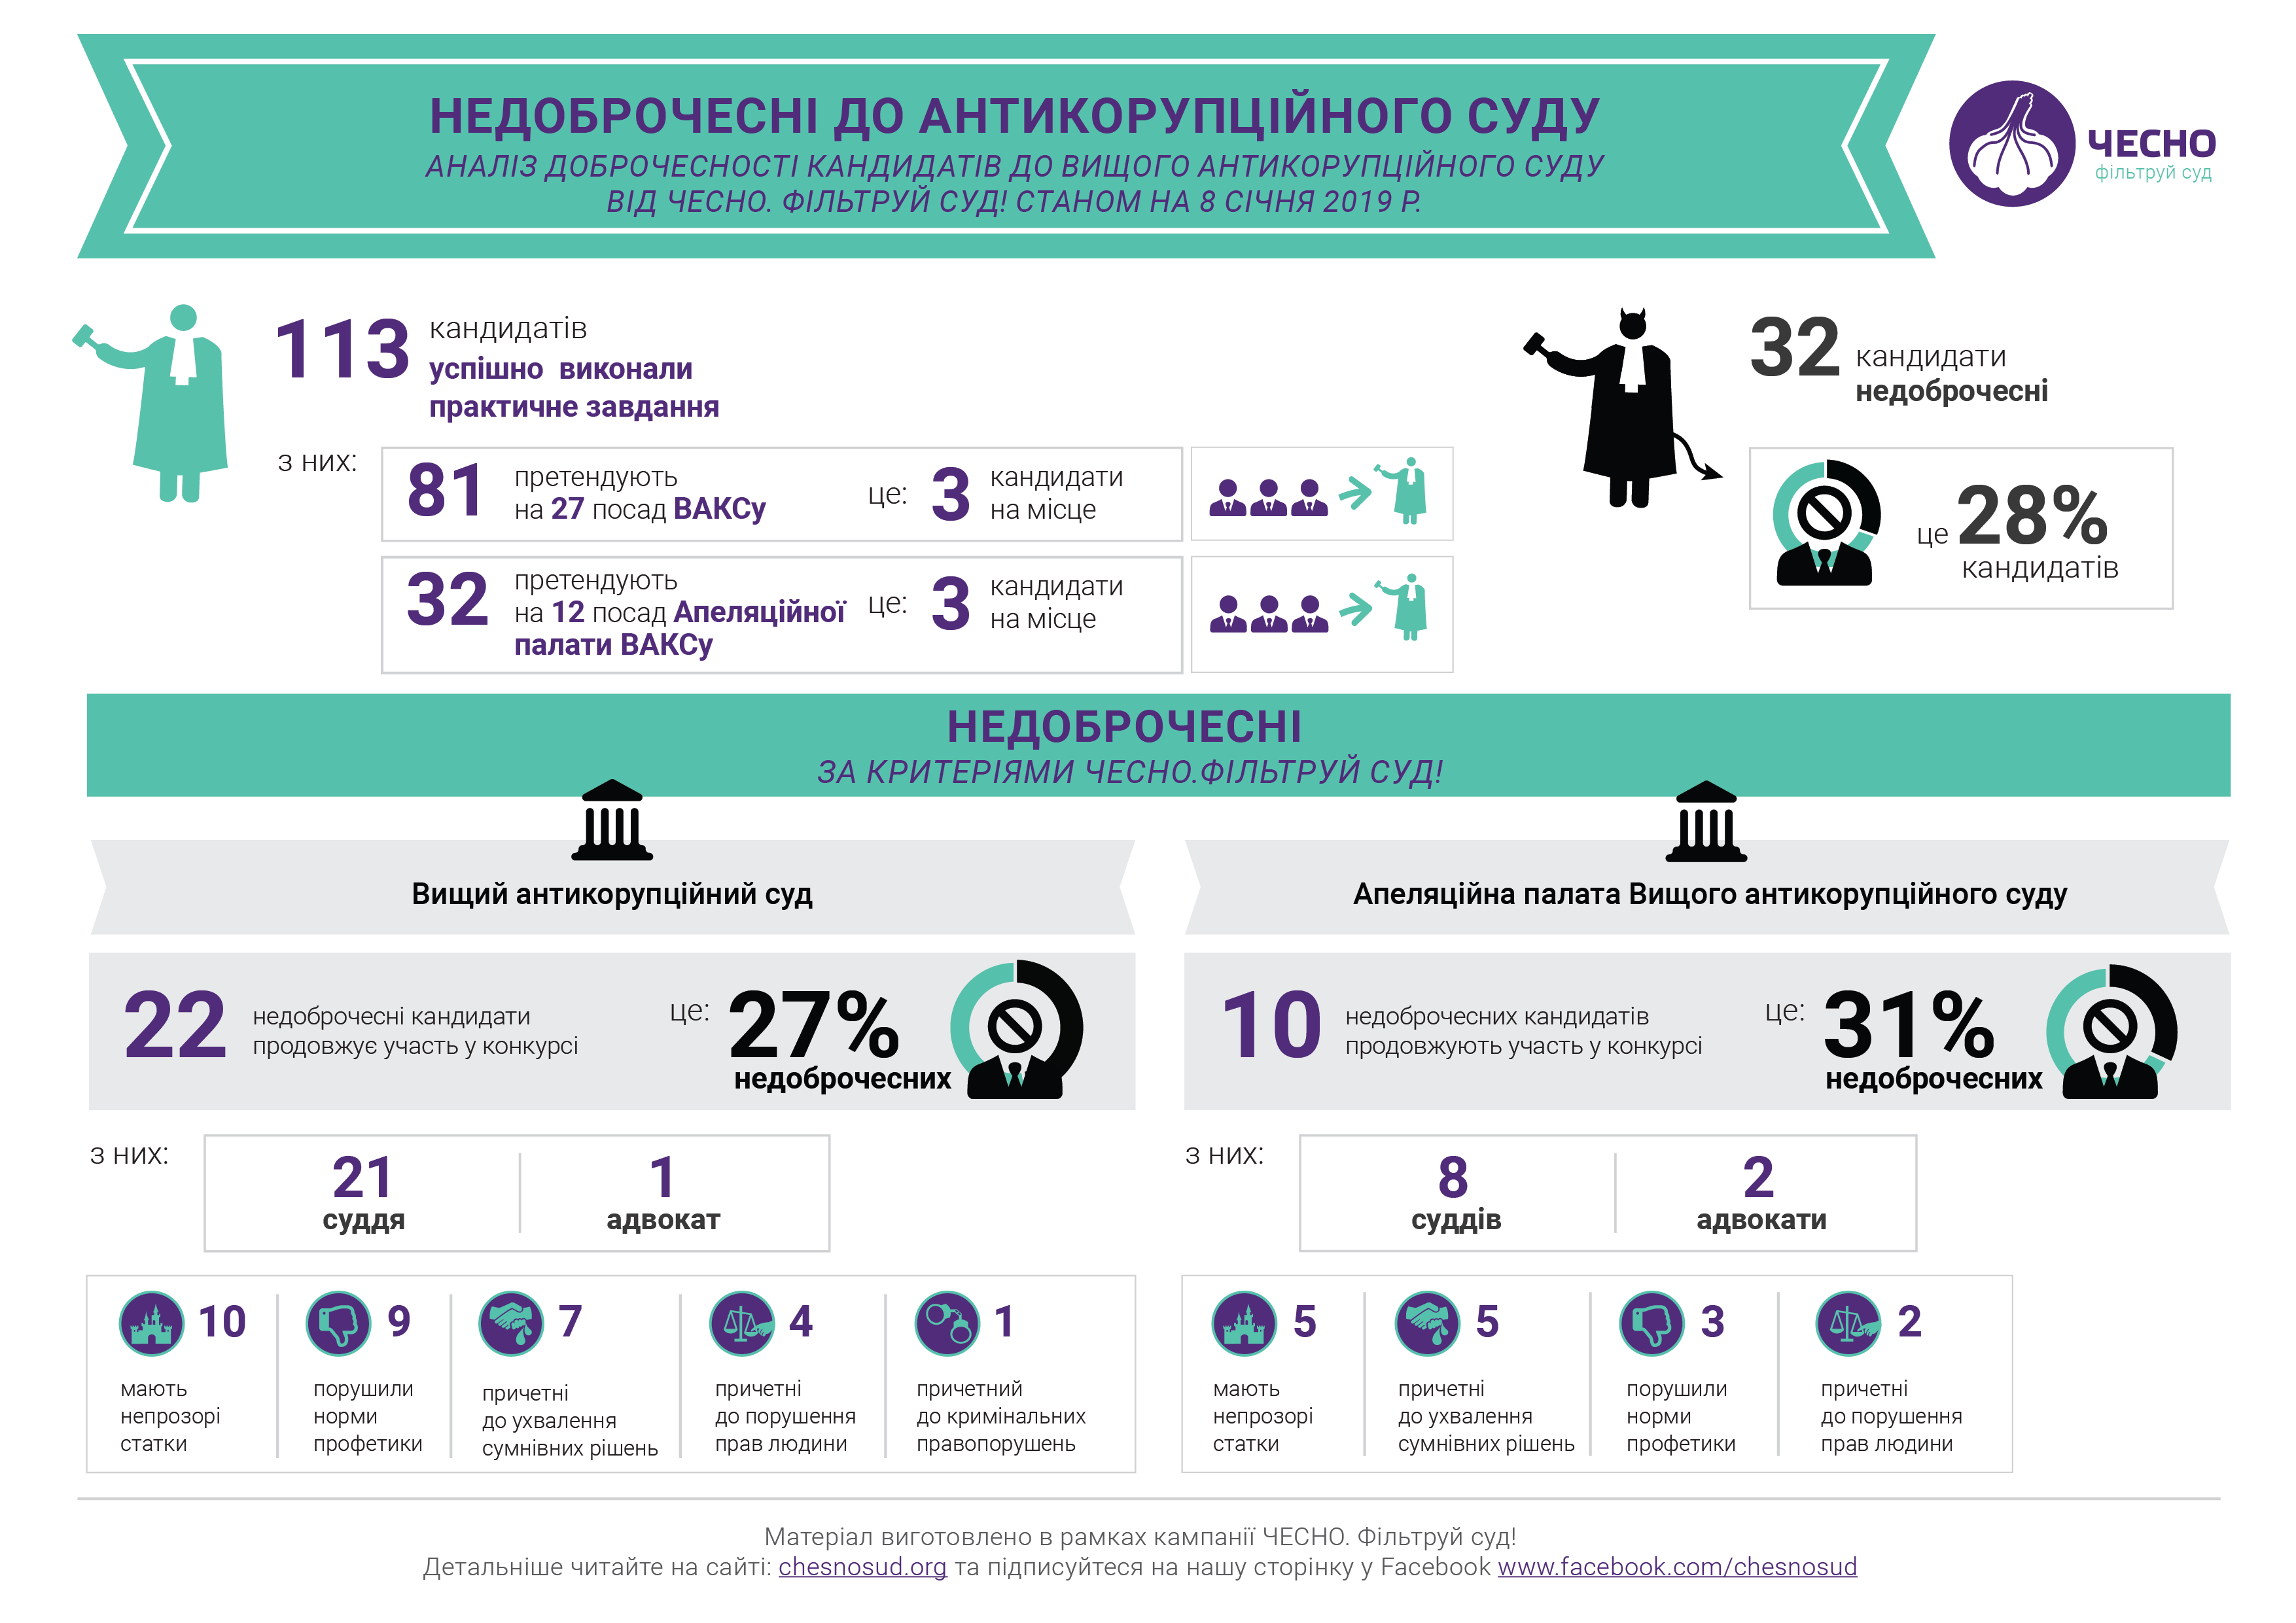 НЕДОБРОЧЕСНІ ДО АНТИКОРУПЦІЙНОГО СУДУ
АНАЛІЗ ДОБРОЧЕСНОСТІ КАНДИДАТІВ ДО ВИЩОГО АНТИКОРУПЦІЙНОГО СУДУ
ВІД ЧЕСНО. ФІЛЬТРУЙ СУД! СТАНОМ НА 8 СІЧНЯ 2019 Р.
ЧЕСНО
фільтруй суд
113
кандидатів
успішно виконали
практичне завдання
з них:
81
претендують
на 27 посад ВАКСу
це:
3
кандидати
на місце
32
претендують
на 12 посад Апеляційної
палати ВАКСу
це:
3
кандидати
на місце
32
кандидати
недоброчесні
це 28%
кандидатів
НЕДОБРОЧЕСНІ
ЗА КРИТЕРІЯМИ ЧЕСНО.ФІЛЬТРУЙ СУД!
Вищий антикорупційний суд
22
недоброчесні кандидати
продовжує участь у конкурсі
це:
27%
недоброчесних
з них:
21
суддя
1
адвокат
10
мають
непрозорі
статки
9
порушили
норми
профетики
7
причетні
до ухвалення
сумнівних рішень
4
причетні
до порушення
прав людини
1
причетний
до кримінальних
правопорушень
Апеляційна палата Вищого антикорупційного суду
10
недоброчесних кандидатів
продовжують участь у конкурсі
це:
31%
недоброчесних
з них:
8
суддів
2
адвокати
5
мають
непрозорі
статки
5
причетні
до ухвалення
сумнівних рішень
3
порушили
норми
профетики
2
причетні
до порушення
прав людини
Матеріал виготовлено в рамках кампанії ЧЕСНО. Фільтруй суд!
Детальніше читайте на сайті: chesnosud.org та підписуйтеся на нашу сторінку у Facebook www.facebook.com/chesnosud